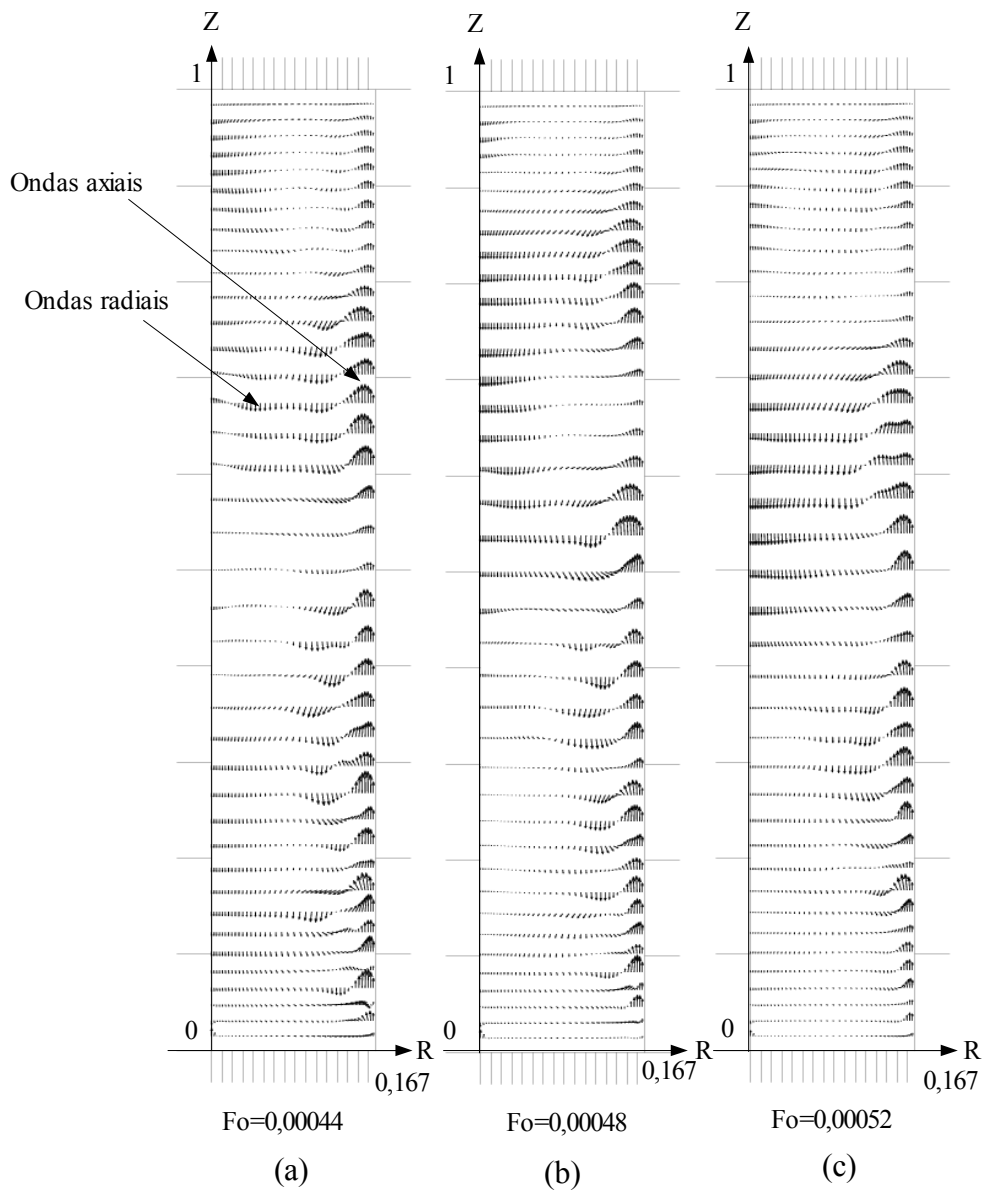 Z Z Z
1 1 1
Ondas axiais
Ondas radiais
0 0 0
R R R
0,167 0,167 0,167
Fo=0,00044 Fo=0,00048 Fo=0,00052
(a) (b) (c)